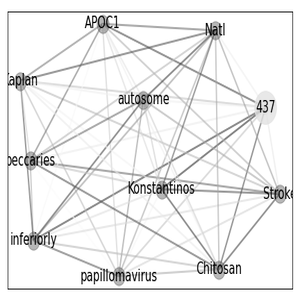 APOC1
Natl
Kaplan
autosome
437
peccaries
Konstantinos
Stroke
inferiorly
Chitosan
papillomavirus